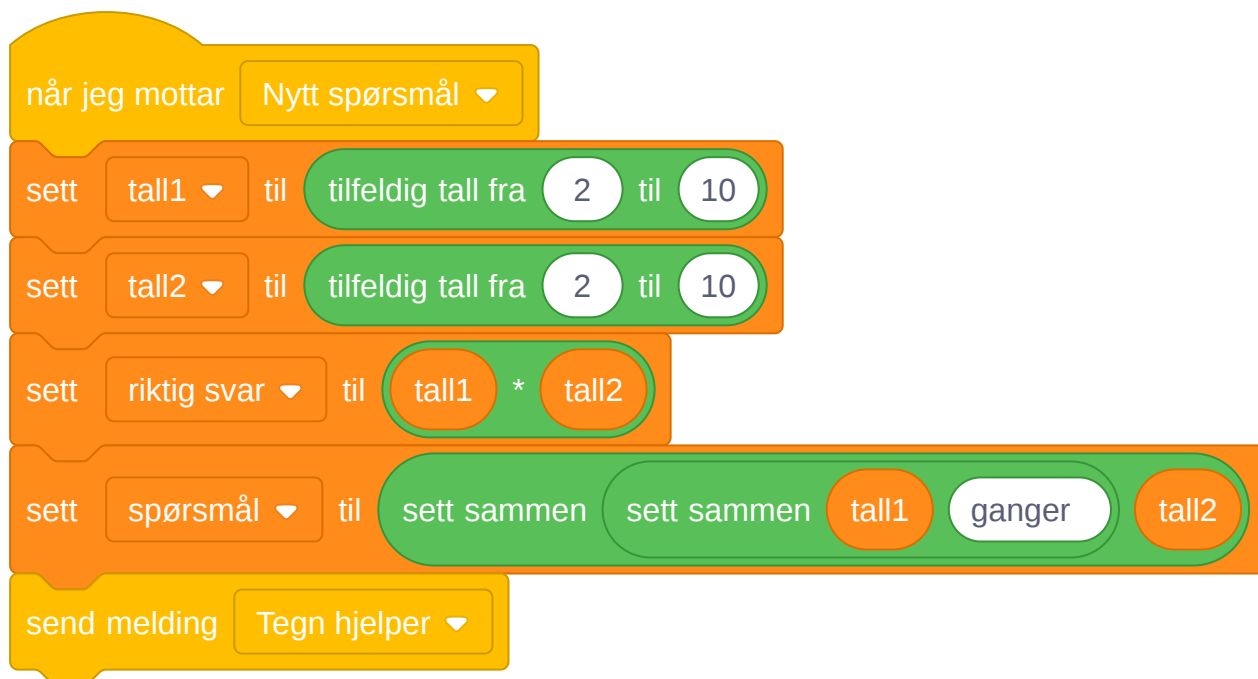 når jeg mottar Nytt spørsmål
sett tall1 til tilfeldig tall fra 2 til 10
sett tall2 til tilfeldig tall fra 2 til 10
sett riktig svar til tall1 * tall2
sett spørsmål til sett sammen sett sammen tall1 ganger tall2
send melding Tegn hjelper